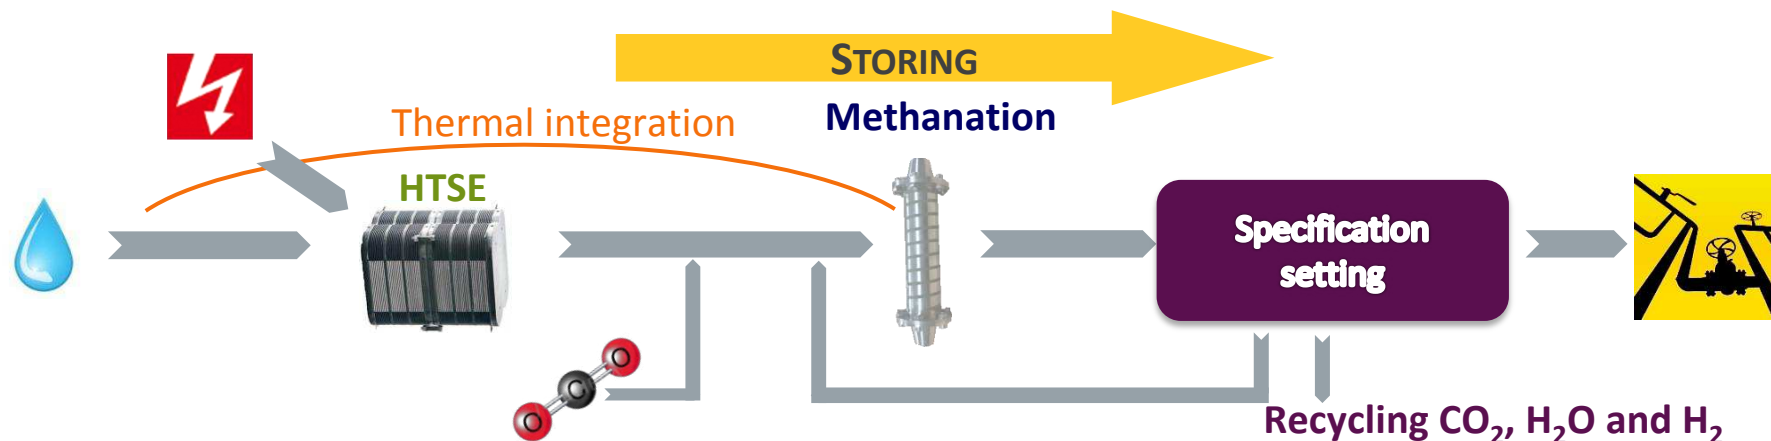 STORING
Methanation
Thermal integration
HTSE
Specification
setting
O
C
O
Recycling CO₂, H₂O and H₂